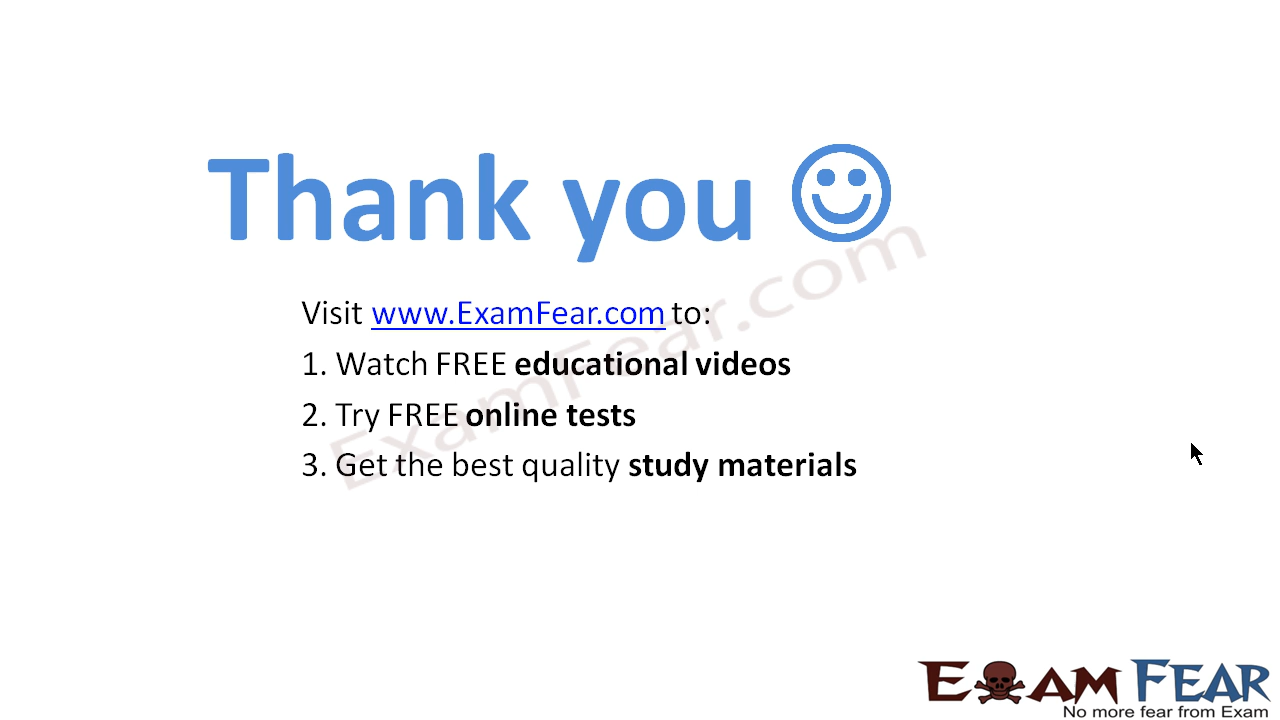 Thank you
Visit www.ExamFear.com to:
1. Watch FREE educational videos
2. Try FREE online tests
3. Get the best quality study materials
ExamFear.com
EXAM FEAR
No more fear from Exam